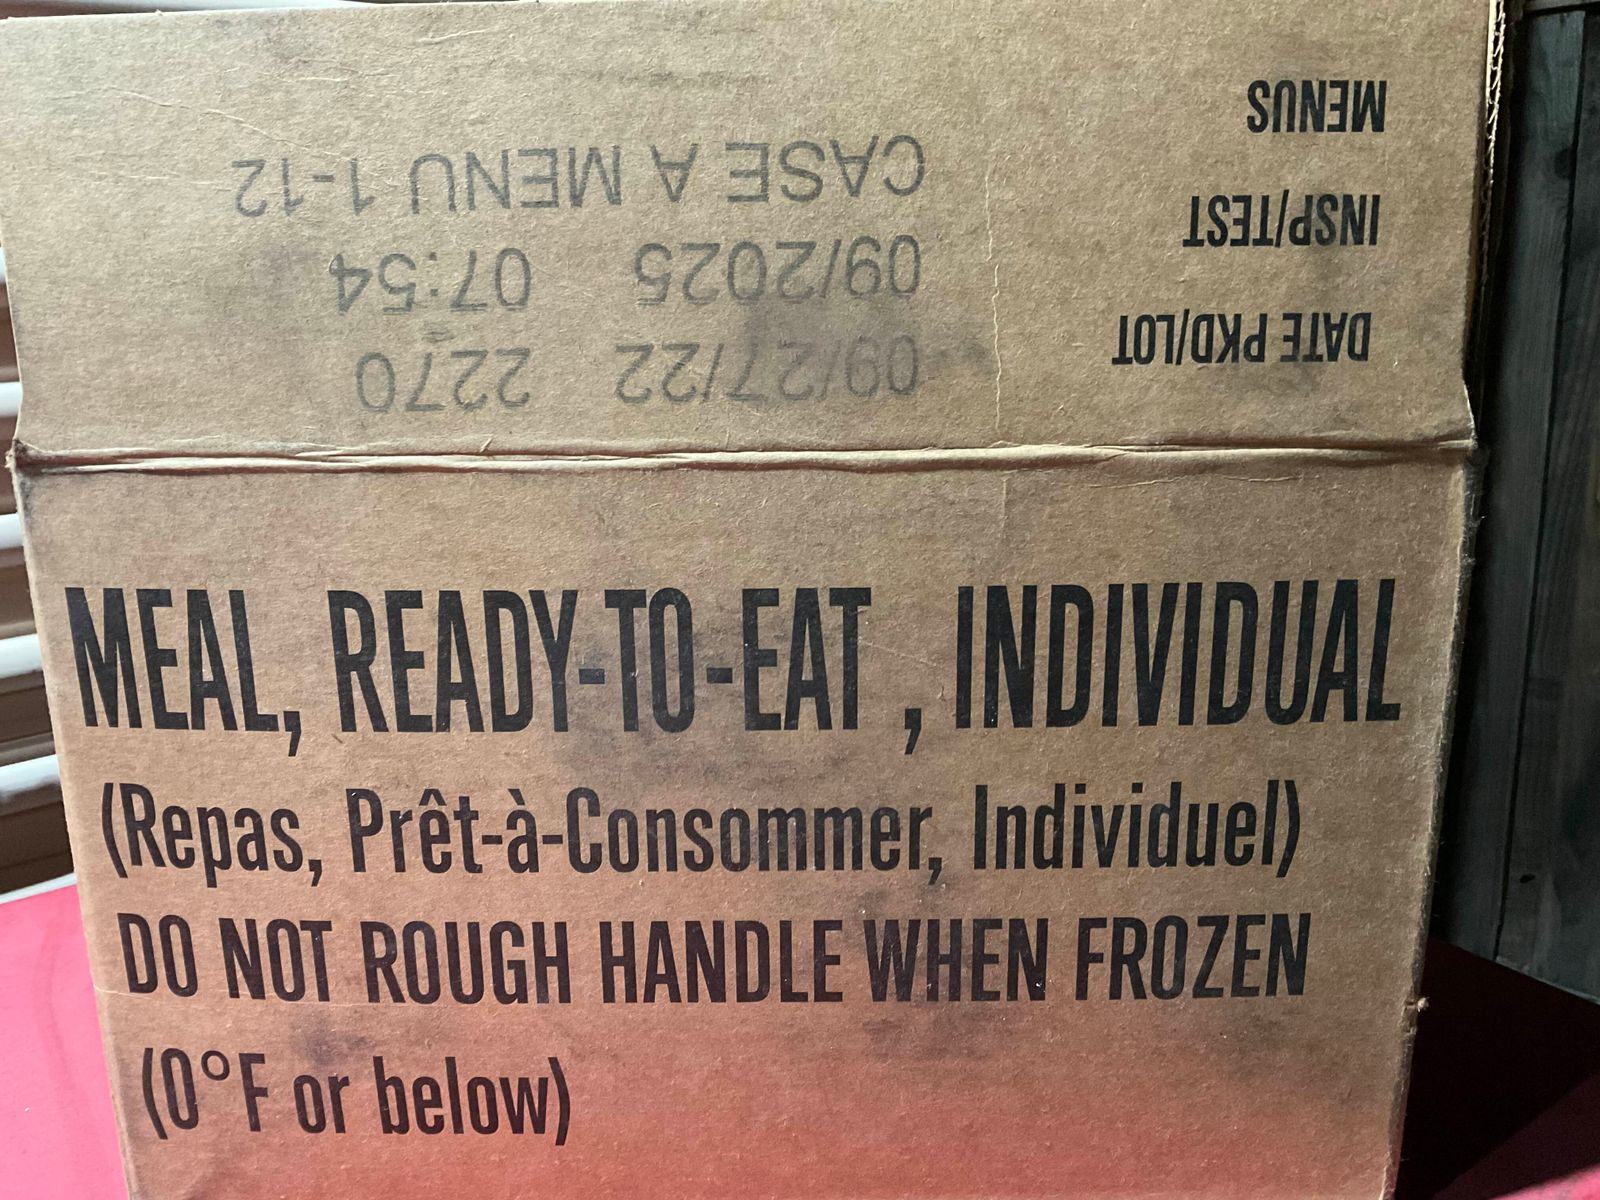 MENUS CASE A MENU 1-12
INSP/TEST 09/2025 07:54
DATE PKD/LOT 09/27/22 2270
MEAL, READY-TO-EAT , INDIVIDUAL
(Repas, Prêt-à-Consommer, Individuel)
DO NOT ROUGH HANDLE WHEN FROZEN
(0°F or below)